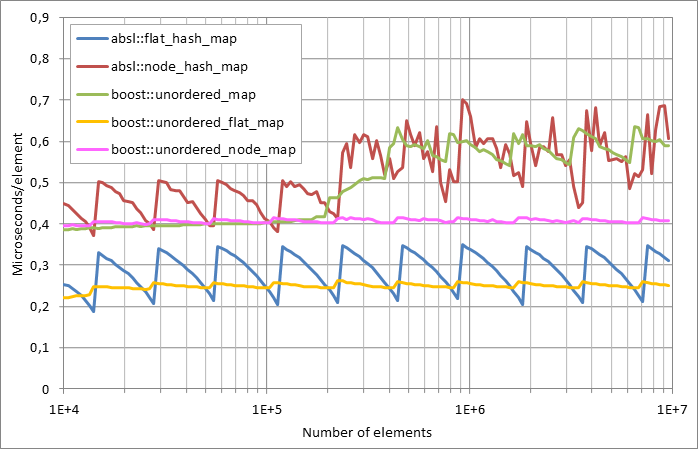 0,9
0,8
0,7
0,6
0,5
0,4
0,3
0,2
0,1
0
Microseconds/element
absl::flat_hash_map
absl::node_hash_map
boost::unordered_map
boost::unordered_flat_map
boost::unordered_node_map
1E+4 1E+5 1E+6 1E+7
Number of elements